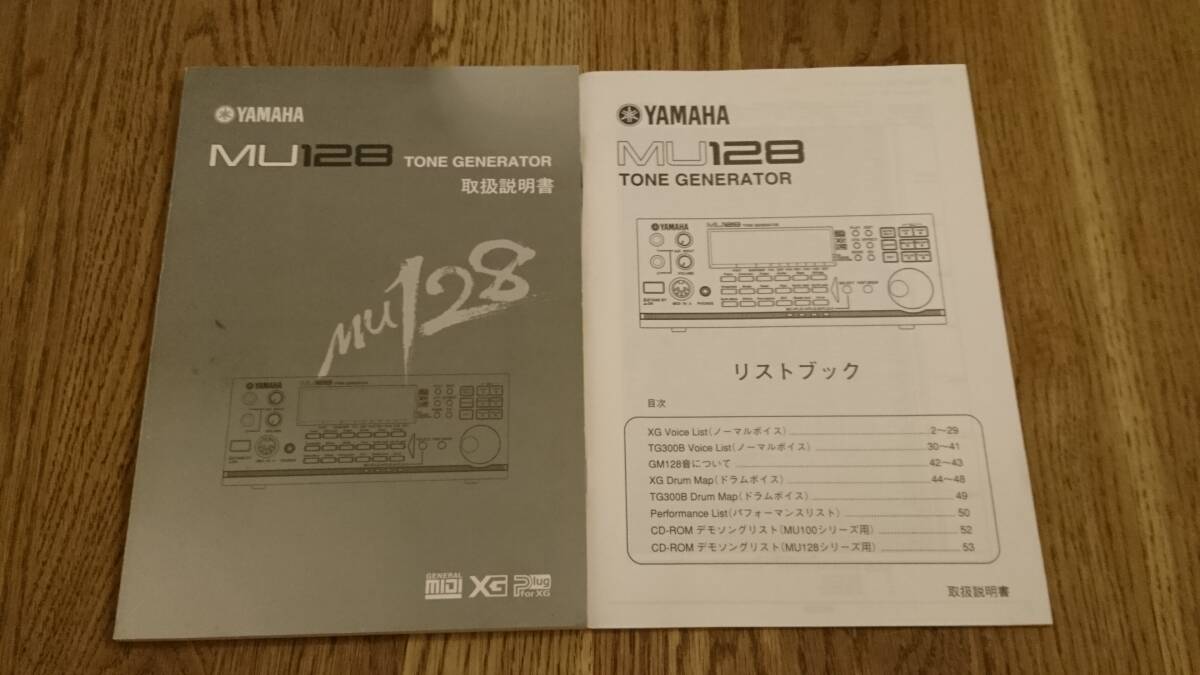 YAMAHA
MU128 TONE GENERATOR
取扱説明書
MU128
YAMAHA
GENERAL MIDI XG Plug for XG
YAMAHA
MU128
TONE GENERATOR
YAMAHA MU128 TONE GENERATOR
VOLUME
PHONES
リストブック
目次
XG Voice List(ノーマルボイス) 2~29
TG300B Voice List(ノーマルボイス) 30~41
GM128音について 42~43
XG Drum Map(ドラムボイス) 44~48
TG300B Drum Map(ドラムボイス) 49
Performance List(パフォーマンスリスト) 50
CD-ROM デモソングリスト(MU100シリーズ用) 52
CD-ROM デモソングリスト(MU128シリーズ用) 53
取扱説明書